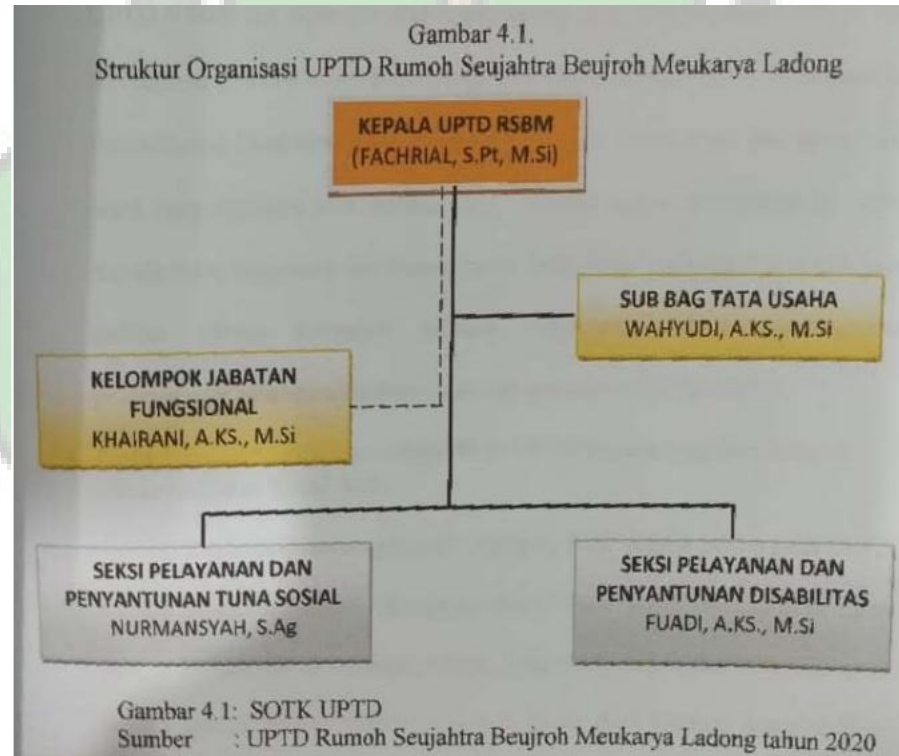 Gambar 4.1.
Struktur Organisasi UPTD Rumoh Seujahtra Beujroh Meukarya Ladong
KEPALA UPTD RSBM
(FACHRIAL, S.Pt, M.Si)
SUB BAG TATA USAHA
WAHYUDI, A.KS., M.Si
KELOMPOK JABATAN
FUNGSIONAL
KHAIRANI, A.KS., M.Si
SEKSI PELAYANAN DAN
PENYANTUNAN TUNA SOSIAL
NURMANSYAH, S.Ag
SEKSI PELAYANAN DAN
PENYANTUNAN DISABILITAS
FUADI, A.KS., M.Si
Gambar 4.1: SOTK UPTD
Sumber : UPTD Rumoh Seujahtra Beujroh Meukarya Ladong tahun 2020